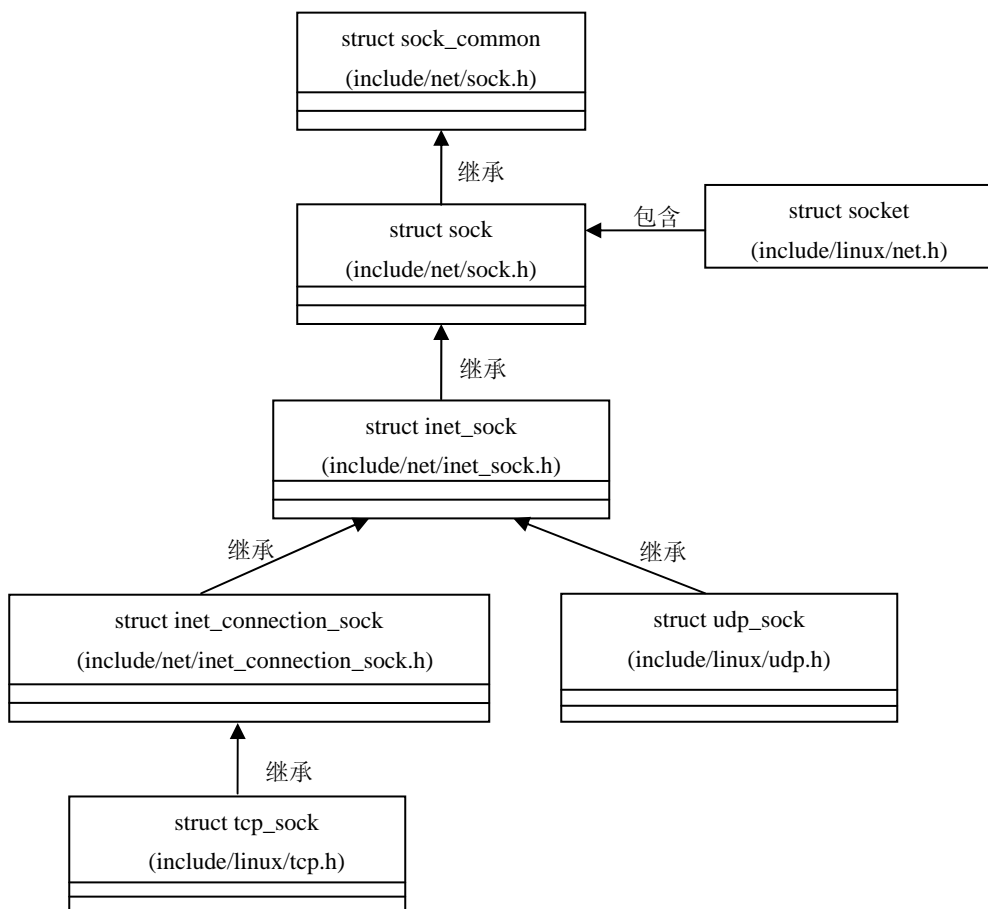 struct sock_common
(include/net/sock.h)
继承
struct sock
(include/net/sock.h)
包含
struct socket
(include/linux/net.h)
继承
struct inet_sock
(include/net/inet_sock.h)
继承
继承
struct inet_connection_sock
(include/net/inet_connection_sock.h)
struct udp_sock
(include/linux/udp.h)
继承
struct tcp_sock
(include/linux/tcp.h)